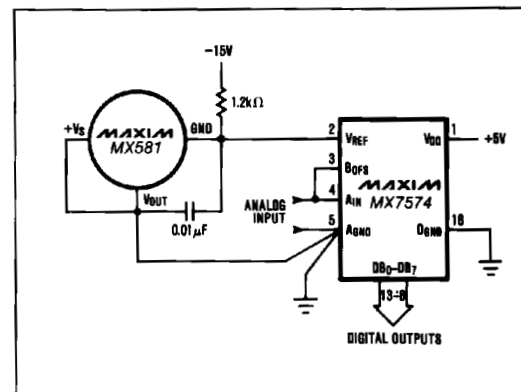 -15V
1.2kΩ
+VS
MAXIM
MX581
GND
VOUT
0.01µF
2
VREF
VDD
1
+5V
3
BOFS
ANALOG
INPUT
4
AIN
MAXIM
MX7574
5
AGND
DGND
18
DB0-DB7
13-6
DIGITAL OUTPUTS